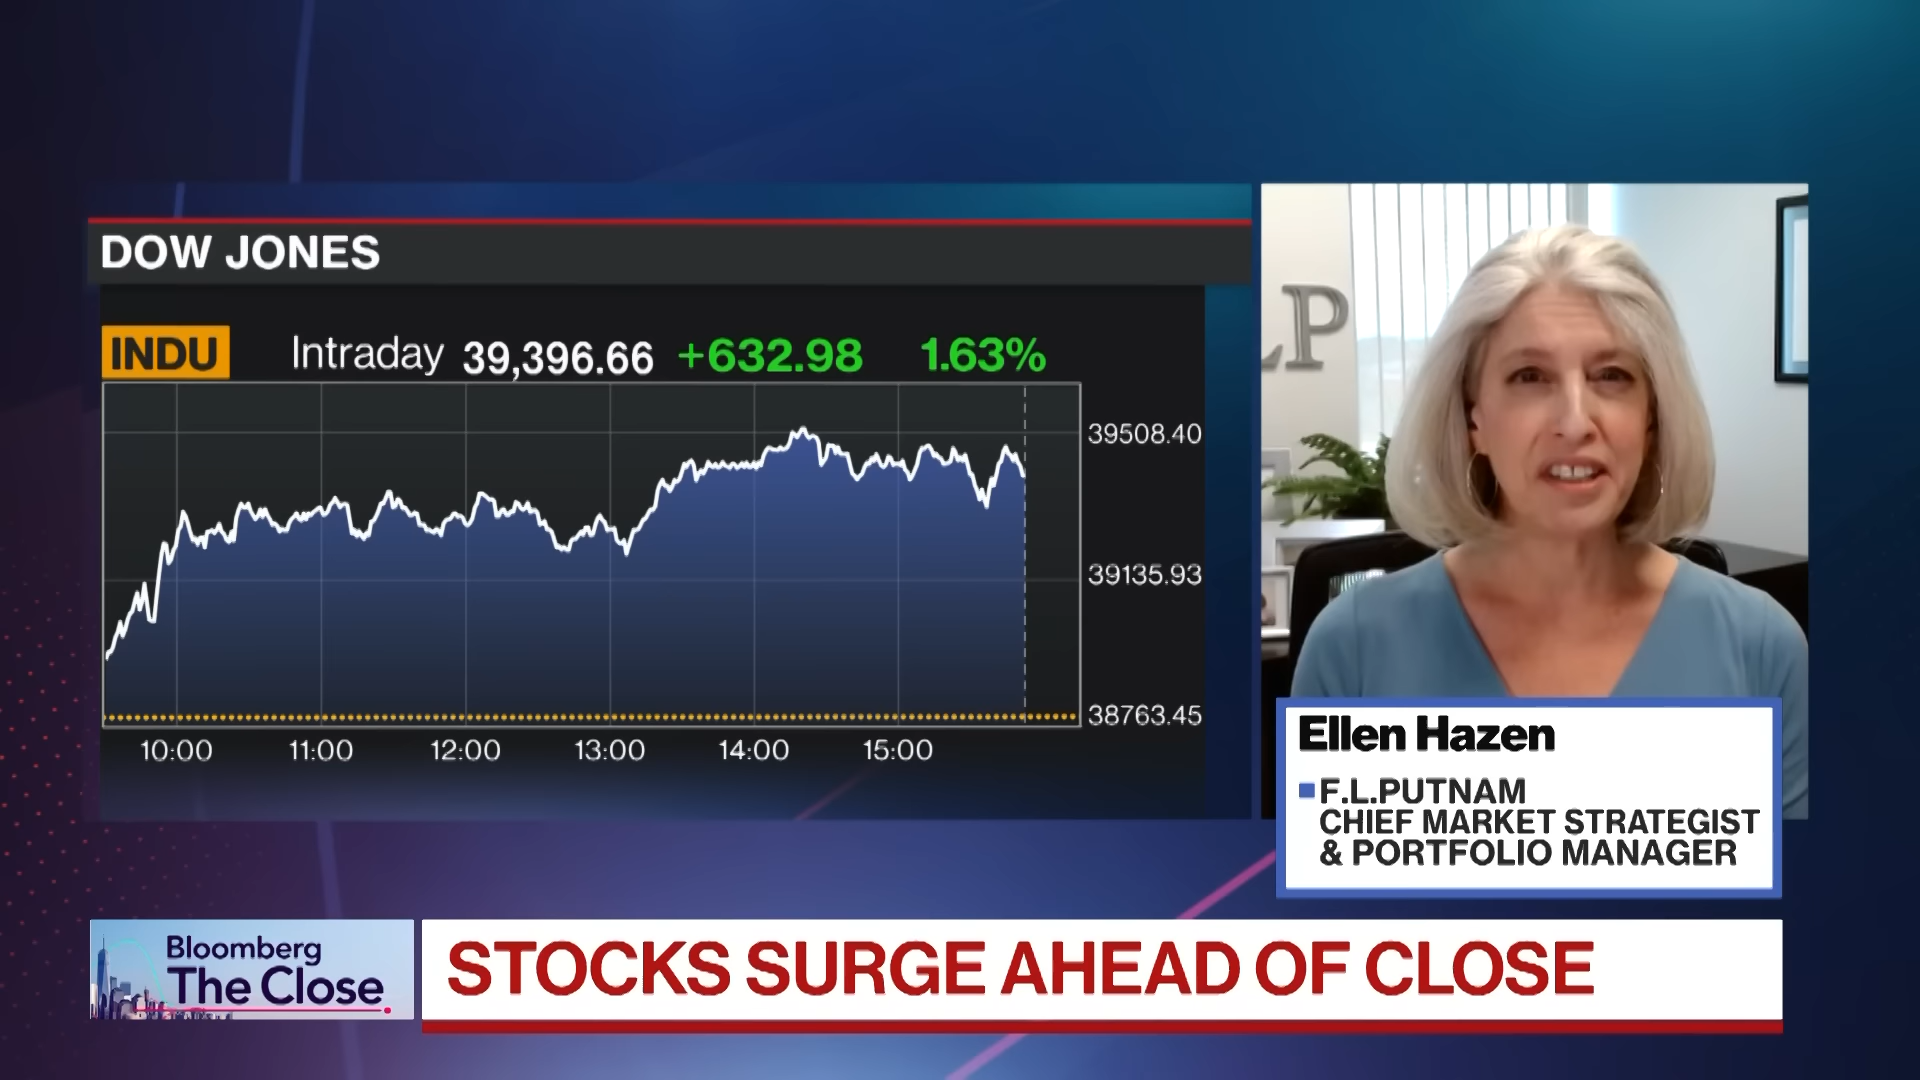 DOW JONES
INDU Intraday 39,396.66 +632.98 1.63%
39508.40
39135.93
38763.45
10:00 11:00 12:00 13:00 14:00 15:00
LP
Ellen Hazen
F.L.PUTNAM
CHIEF MARKET STRATEGIST
& PORTFOLIO MANAGER
Bloomberg
The Close
STOCKS SURGE AHEAD OF CLOSE